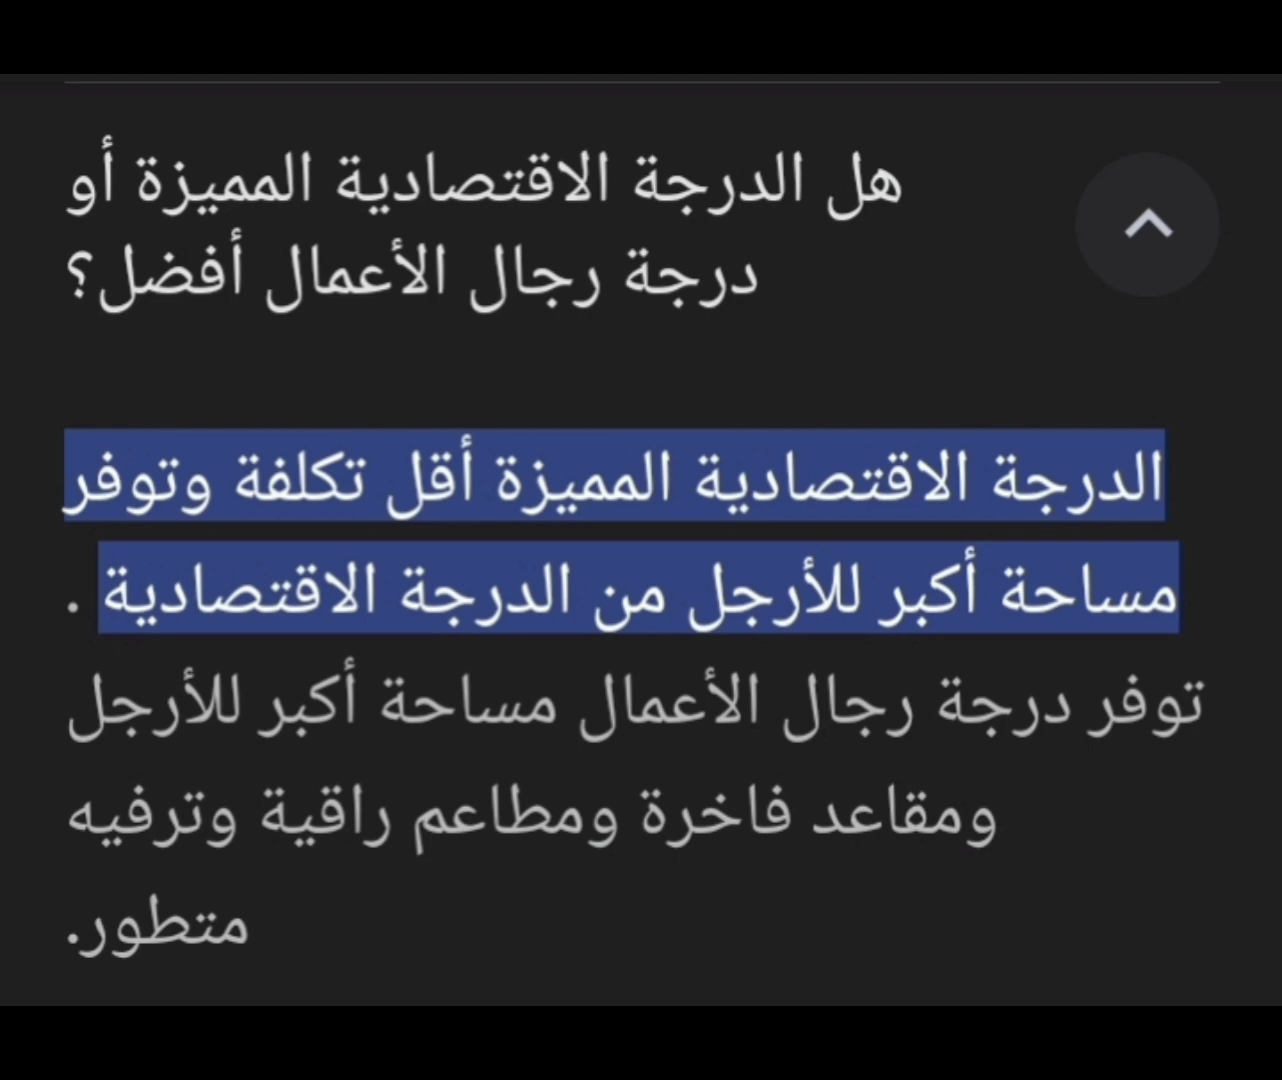 هل الدرجة الاقتصادية المميزة أو
درجة رجال الأعمال أفضل؟
الدرجة الاقتصادية المميزة أقل تكلفة وتوفر
مساحة أكبر للأرجل من الدرجة الاقتصادية .
توفر درجة رجال الأعمال مساحة أكبر للأرجل
ومقاعد فاخرة ومطاعم راقية وترفيه
متطور.